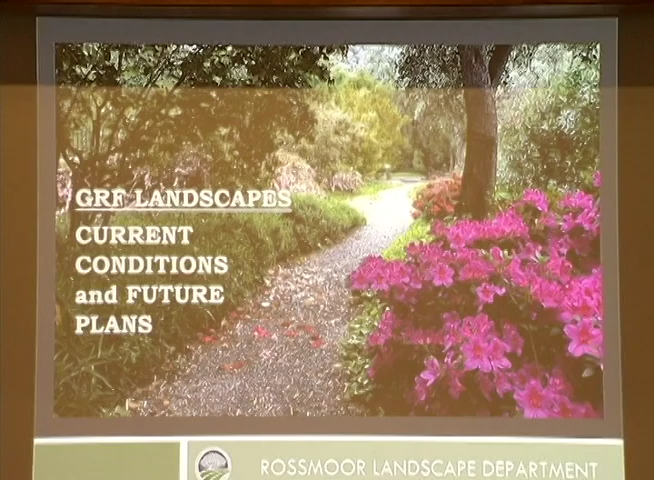 GRF LANDSCAPES
CURRENT
CONDITIONS
and FUTURE
PLANS
ROSSMOOR LANDSCAPE DEPARTMENT